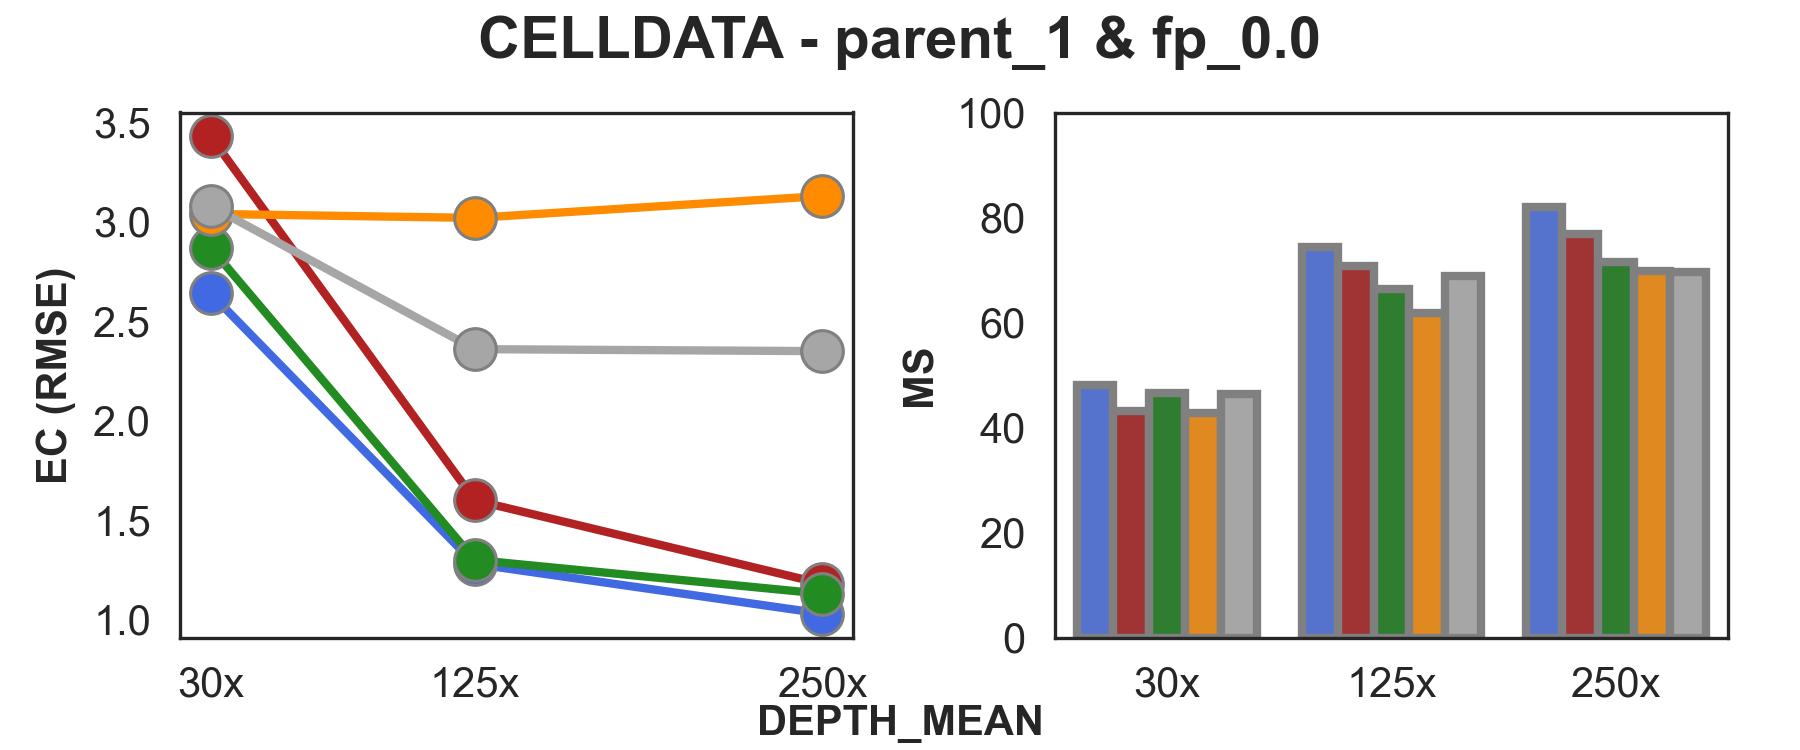 CELLDATA - parent_1 & fp_0.0
EC (RMSE)
3.5
3.0
2.5
2.0
1.5
1.0
30x
125x
250x
MS
100
80
60
40
20
0
30x
125x
250x
DEPTH_MEAN